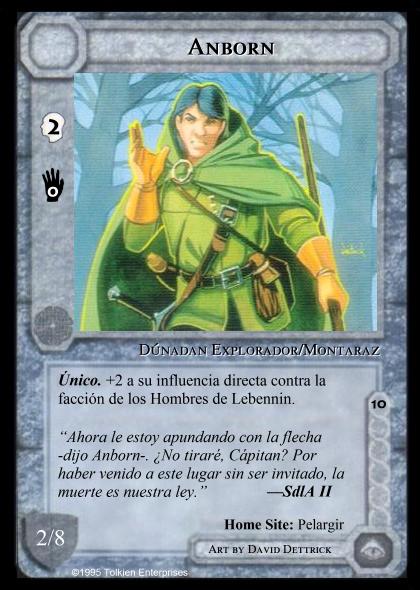 ANBORN
2
0
DÚNADAN EXPLORADOR/MONTARAZ
Único. +2 a su influencia directa contra la
facción de los Hombres de Lebennin.
10
“Ahora le estoy apundando con la flecha
-dijo Anborn-. ¿No tiraré, Cápitan? Por
haber venido a este lugar sin ser invitado, la
muerte es nuestra ley.” —SdlA II
Home Site: Pelargir
2/8
ART BY DAVID DETTRICK
©1995 Tolkien Enterprises